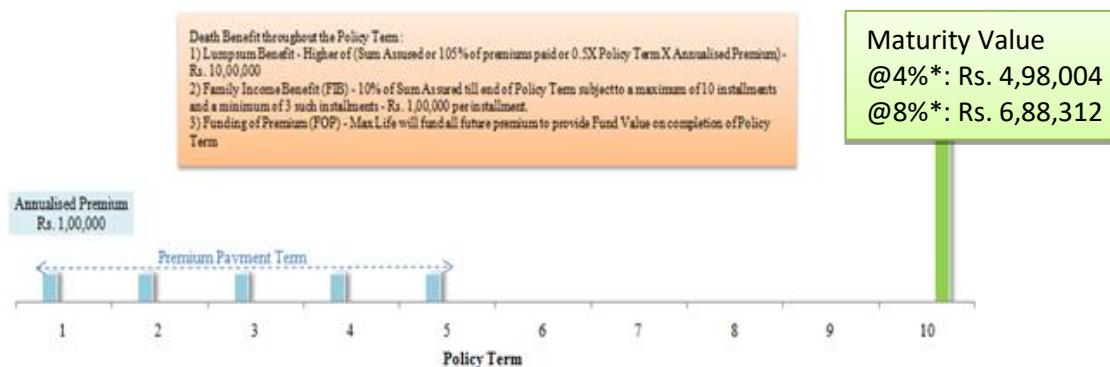 Death Benefit throughout the Policy Term :
1) Lumpsum Benefit - Higher of (Sum Assured or 105% of premiums paid or 0.5X Policy Term X Annualised Premium) -
Rs. 10,00,000
2) Family Income Benefit (FIB) - 10% of Sum Assured till end of Policy Term subject to a maximum of 10 installments
and a minimum of 3 such installments - Rs. 1,00,000 per installment.
3) Funding of Premium (FOP) - Max Life will fund all future premium to provide Fund Value on completion of Policy
Term
Maturity Value
@4%*: Rs. 4,98,004
@8%*: Rs. 6,88,312
Annualised Premium
Rs. 1,00,000
Premium Payment Term
1 2 3 4 5 6 7 8 9 10
Policy Term